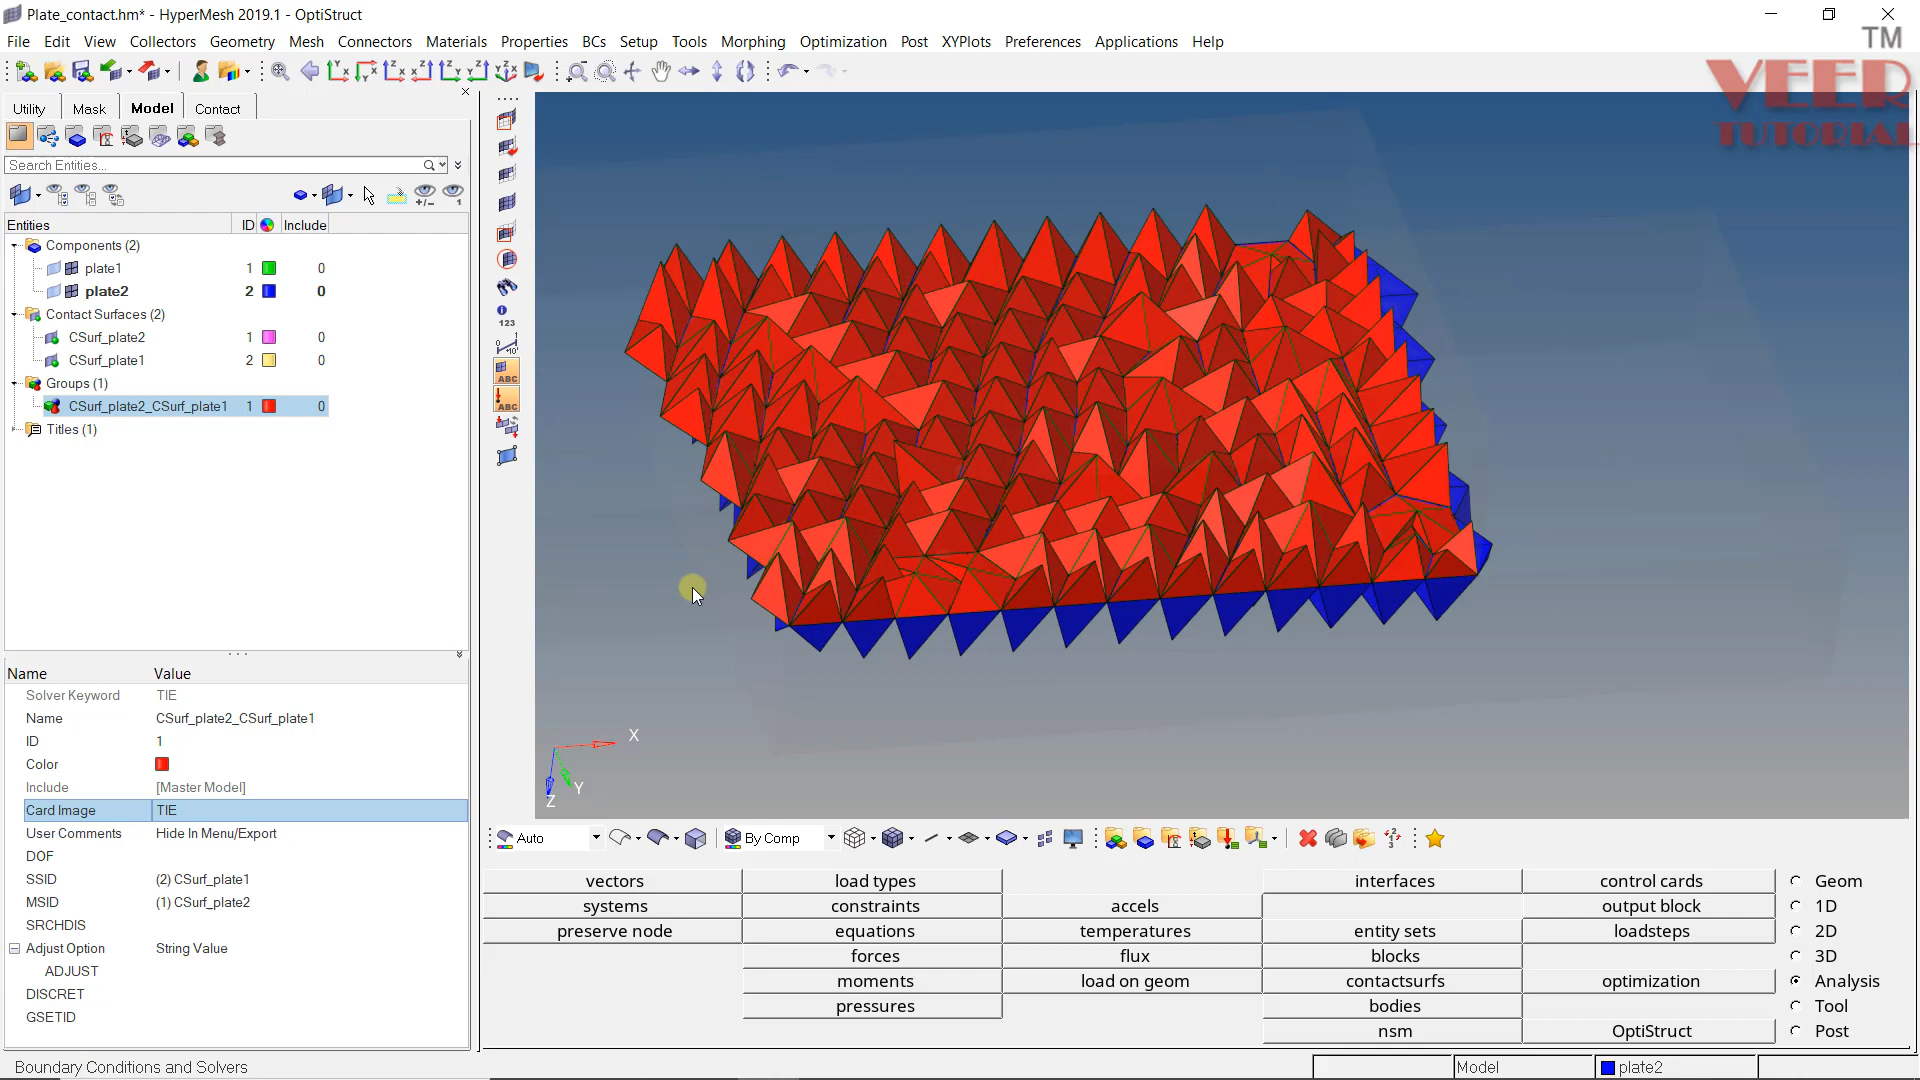 Plate_contact.hm* - HyperMesh 2019.1 - OptiStruct
TM
File Edit View Collectors Geometry Mesh Connectors Materials Properties BCs Setup Tools Morphing Optimization Post XYPlots Preferences Applications Help
VEER
TUTORIAL
Utility Mask Model Contact
Search Entities...
Entities ID Include
Components (2)
plate1 1 0
plate2 2 0
Contact Surfaces (2)
CSurf_plate2 1 0
CSurf_plate1 2 0
Groups (1)
CSurf_plate2_CSurf_plate1 1 0
Titles (1)
123
ABC
ABC
X
Y
Z
Name Value
Solver Keyword TIE
Name CSurf_plate2_CSurf_plate1
ID 1
Color
Include [Master Model]
Card Image TIE
User Comments Hide In Menu/Export
DOF
SSID (2) CSurf_plate1
MSID (1) CSurf_plate2
SRCHDIS
Adjust Option String Value
ADJUST
DISCRET
GSETID
Auto By Comp
vectors load types interfaces control cards Geom
systems constraints accels output block 1D
preserve node equations temperatures entity sets loadsteps 2D
forces flux blocks 3D
moments load on geom contactsurfs optimization Analysis
pressures bodies Tool
nsm OptiStruct Post
Boundary Conditions and Solvers Model plate2